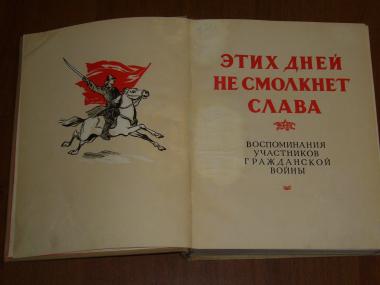 ЭТИХ ДНЕЙ
НЕ СМОЛКНЕТ
СЛАВА
ВОСПОМИНАНИЯ
УЧАСТНИКОВ
ГРАЖДАНСКОЙ
ВОЙНЫ